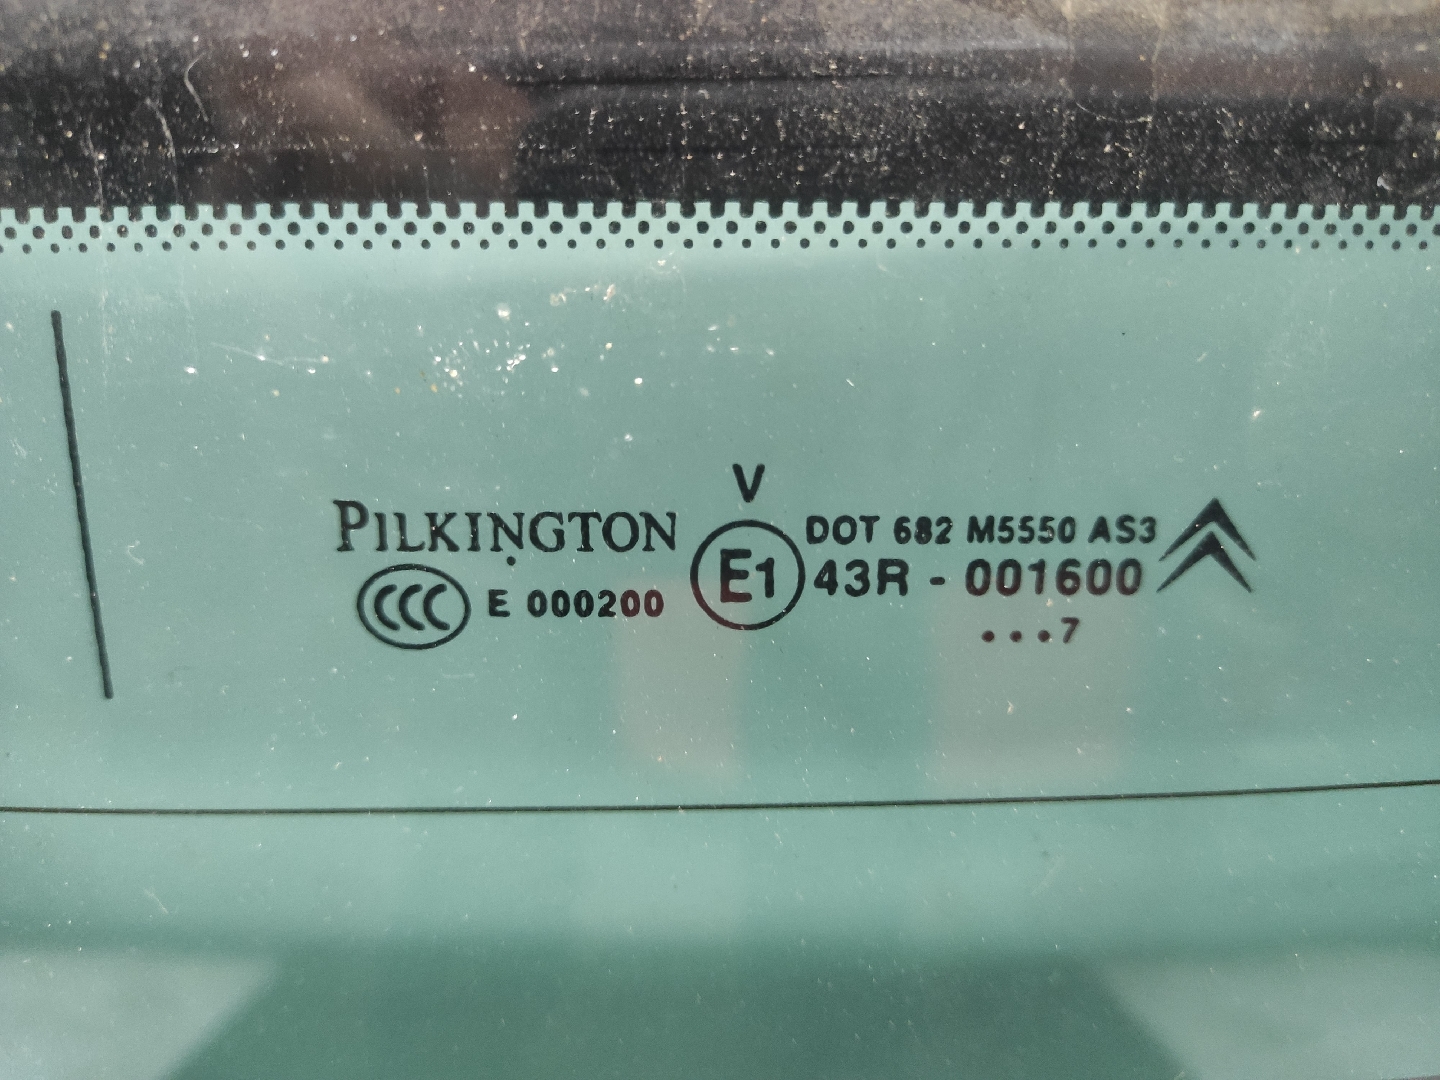 V
PILKINGTON
DOT 682 M5550 AS3
E1
43R - 001600
CCC E 000200
...7